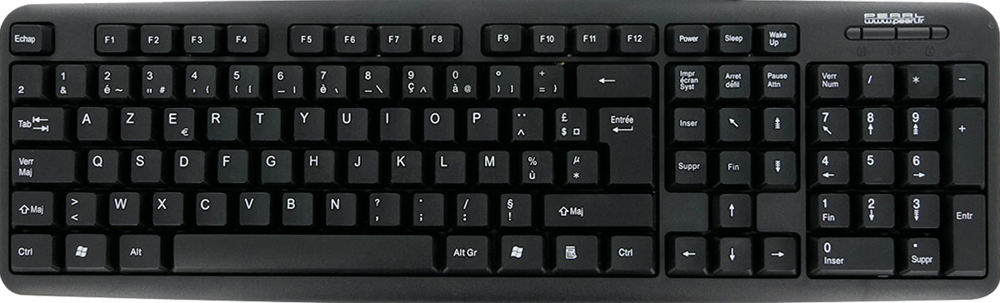 PEARL
www.pearl.fr
Echap F1 F2 F3 F4 F5 F6 F7 F8 F9 F10 F11 F12 Power Sleep Wake Up
2 1 & 2 é ~ 3 " # 4 ' { 5 ( [ 6 - | 7 è ` 8 _ \ 9 ç ^ 0 à @ ° ) ] + = } ← Impr écran Syst Arret défil Pause Attn Verr Num / * -
Tab A Z E € R T Y U I O P ¨ ^ £ $ ¤ Entrée Inser ↖ 7 8 9 +
Verr Maj Q S D F G H J K L M % ù µ * Suppr Fin 4 ← 5 6 →
Maj > < W X C V B N ? , . ; / : § ! Maj ↑ 1 Fin 2 ↓ 3 Entr
Ctrl Alt Alt Gr Ctrl ← ↓ → 0 Inser . Suppr